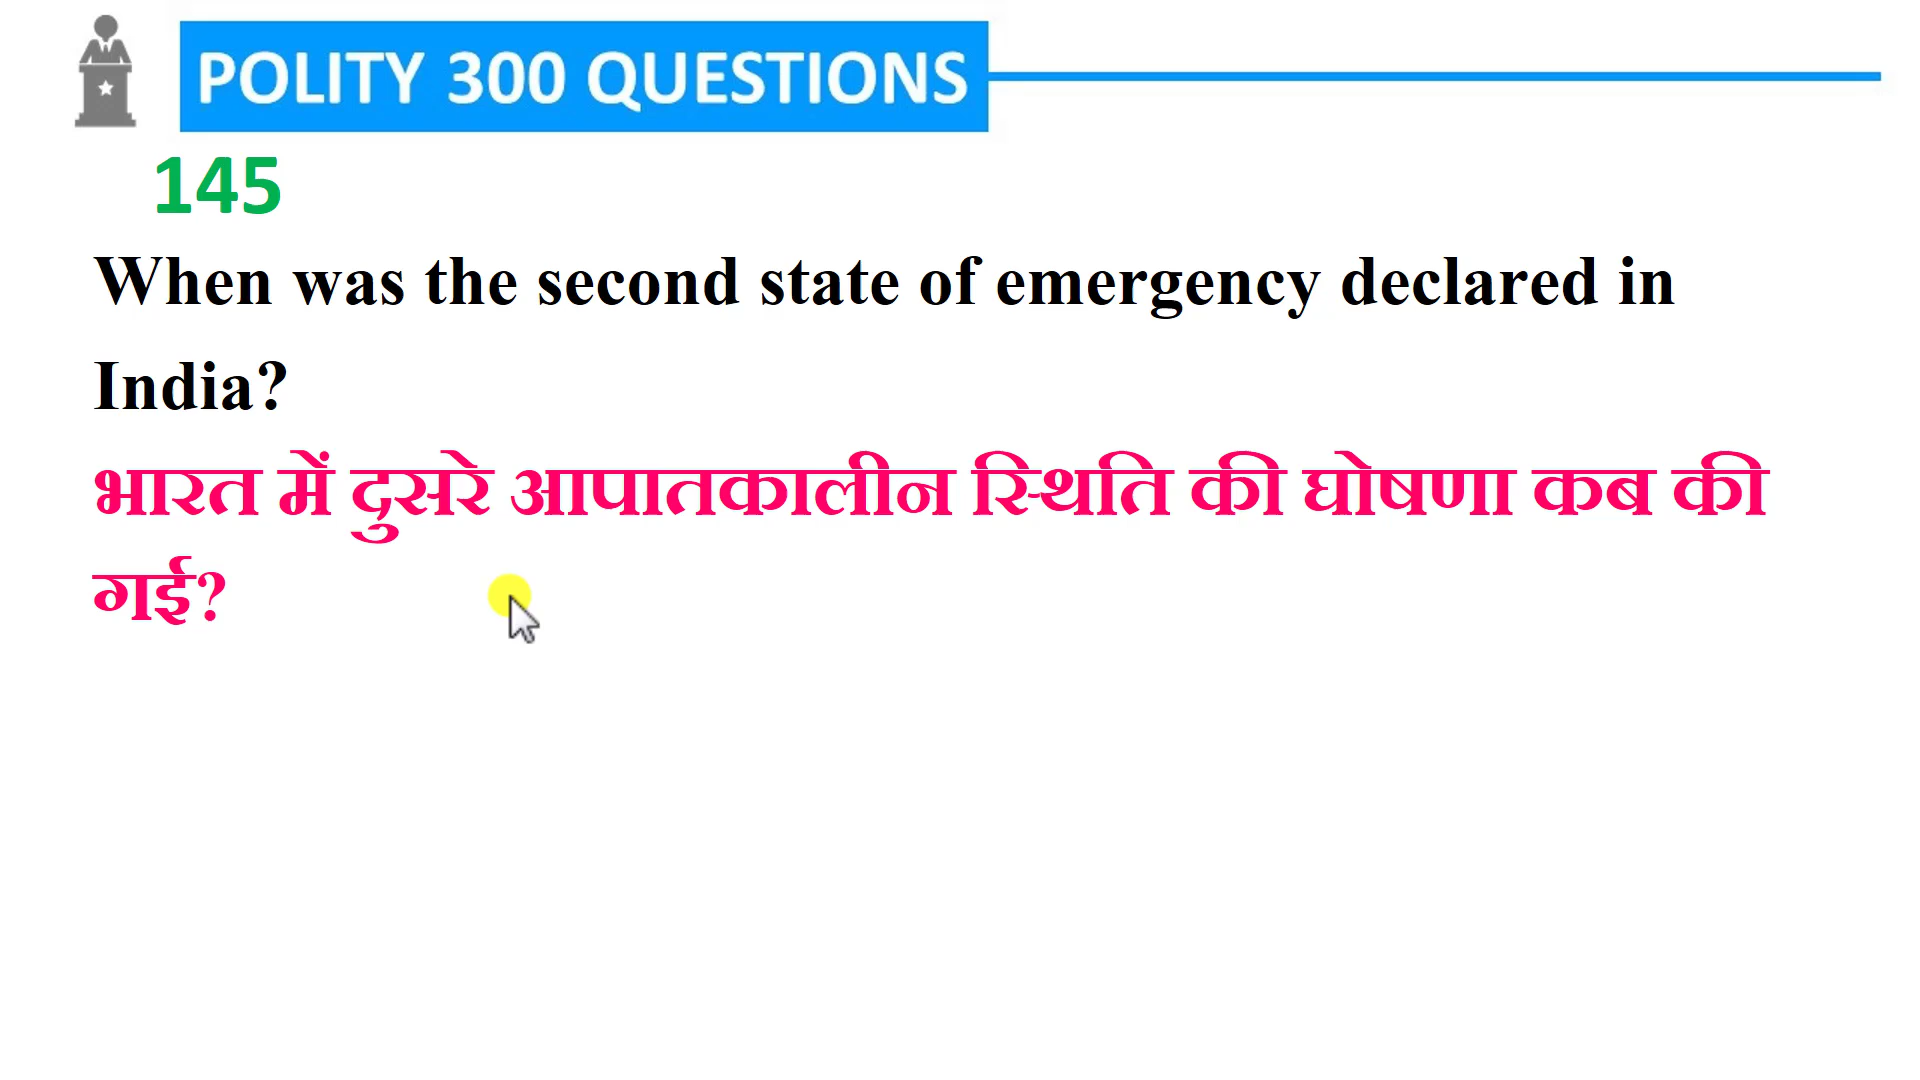 POLITY 300 QUESTIONS
145
When was the second state of emergency declared in
India?
भारत में दुसरे आपातकालीन स्थिति की घोषणा कब की
गई?